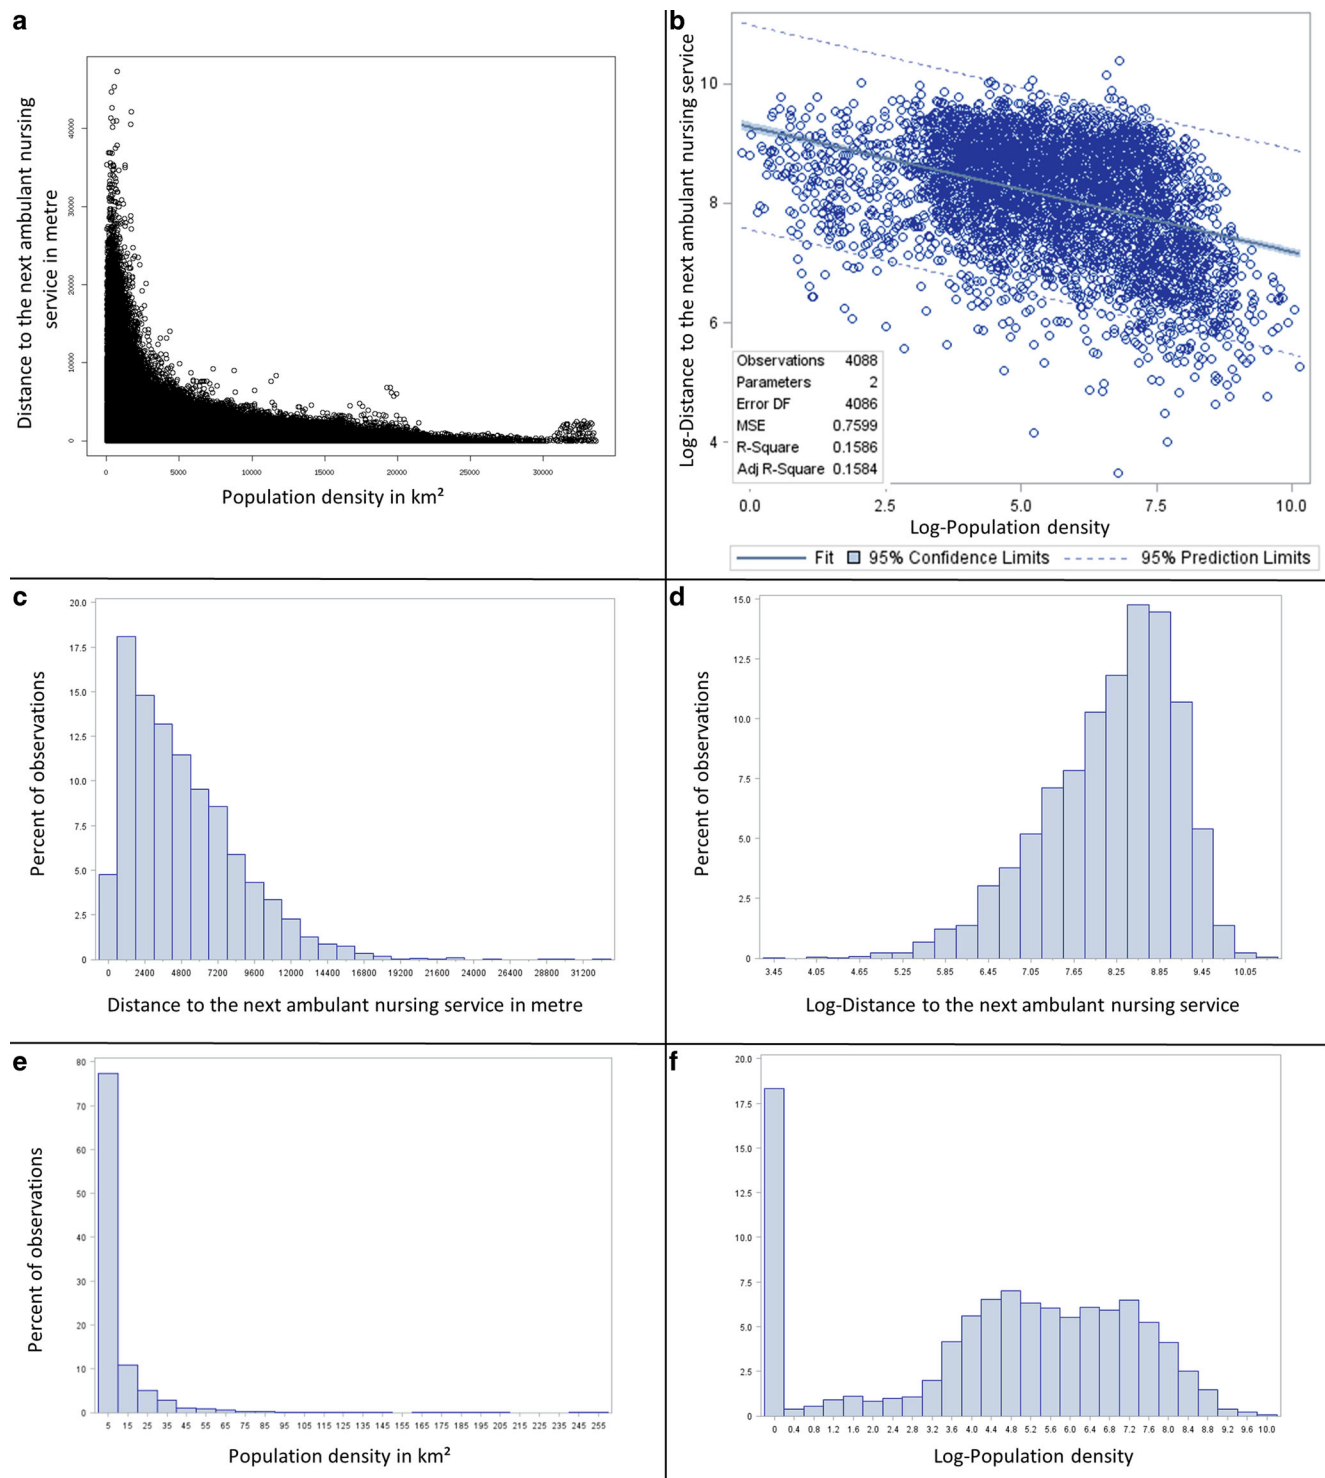 a
Distance to the next ambulant nursing
service in metre
40000
30000
20000
10000
0
0 5000 10000 15000 20000 25000 30000
Population density in km²
b
Log-Distance to the next ambulant nursing service
10
8
6
4
Observations 4088
Parameters 2
Error DF 4086
MSE 0.7599
R-Square 0.1586
Adj R-Square 0.1584
0.0 2.5 5.0 7.5 10.0
Log-Population density
Fit 95% Confidence Limits 95% Prediction Limits
c
Percent of observations
20.0
17.5
15.0
12.5
10.0
7.5
5.0
2.5
0
0 2400 4800 7200 9600 12000 14400 16800 19200 21600 24000 26400 28800 31200
Distance to the next ambulant nursing service in metre
d
Percent of observations
15.0
12.5
10.0
7.5
5.0
2.5
0
3.45 4.05 4.65 5.25 5.85 6.45 7.05 7.65 8.25 8.85 9.45 10.05
Log-Distance to the next ambulant nursing service
e
Percent of observations
80
70
60
50
40
30
20
10
0
5 15 25 35 45 55 65 75 85 95 105 115 125 135 145 155 165 175 185 195 205 215 225 235 245 255
Population density in km²
f
20.0
17.5
15.0
12.5
10.0
7.5
5.0
2.5
0
0 0.4 0.8 1.2 1.6 2.0 2.4 2.8 3.2 3.6 4.0 4.4 4.8 5.2 5.6 6.0 6.4 6.8 7.2 7.6 8.0 8.4 8.8 9.2 9.6 10.0
Log-Population density